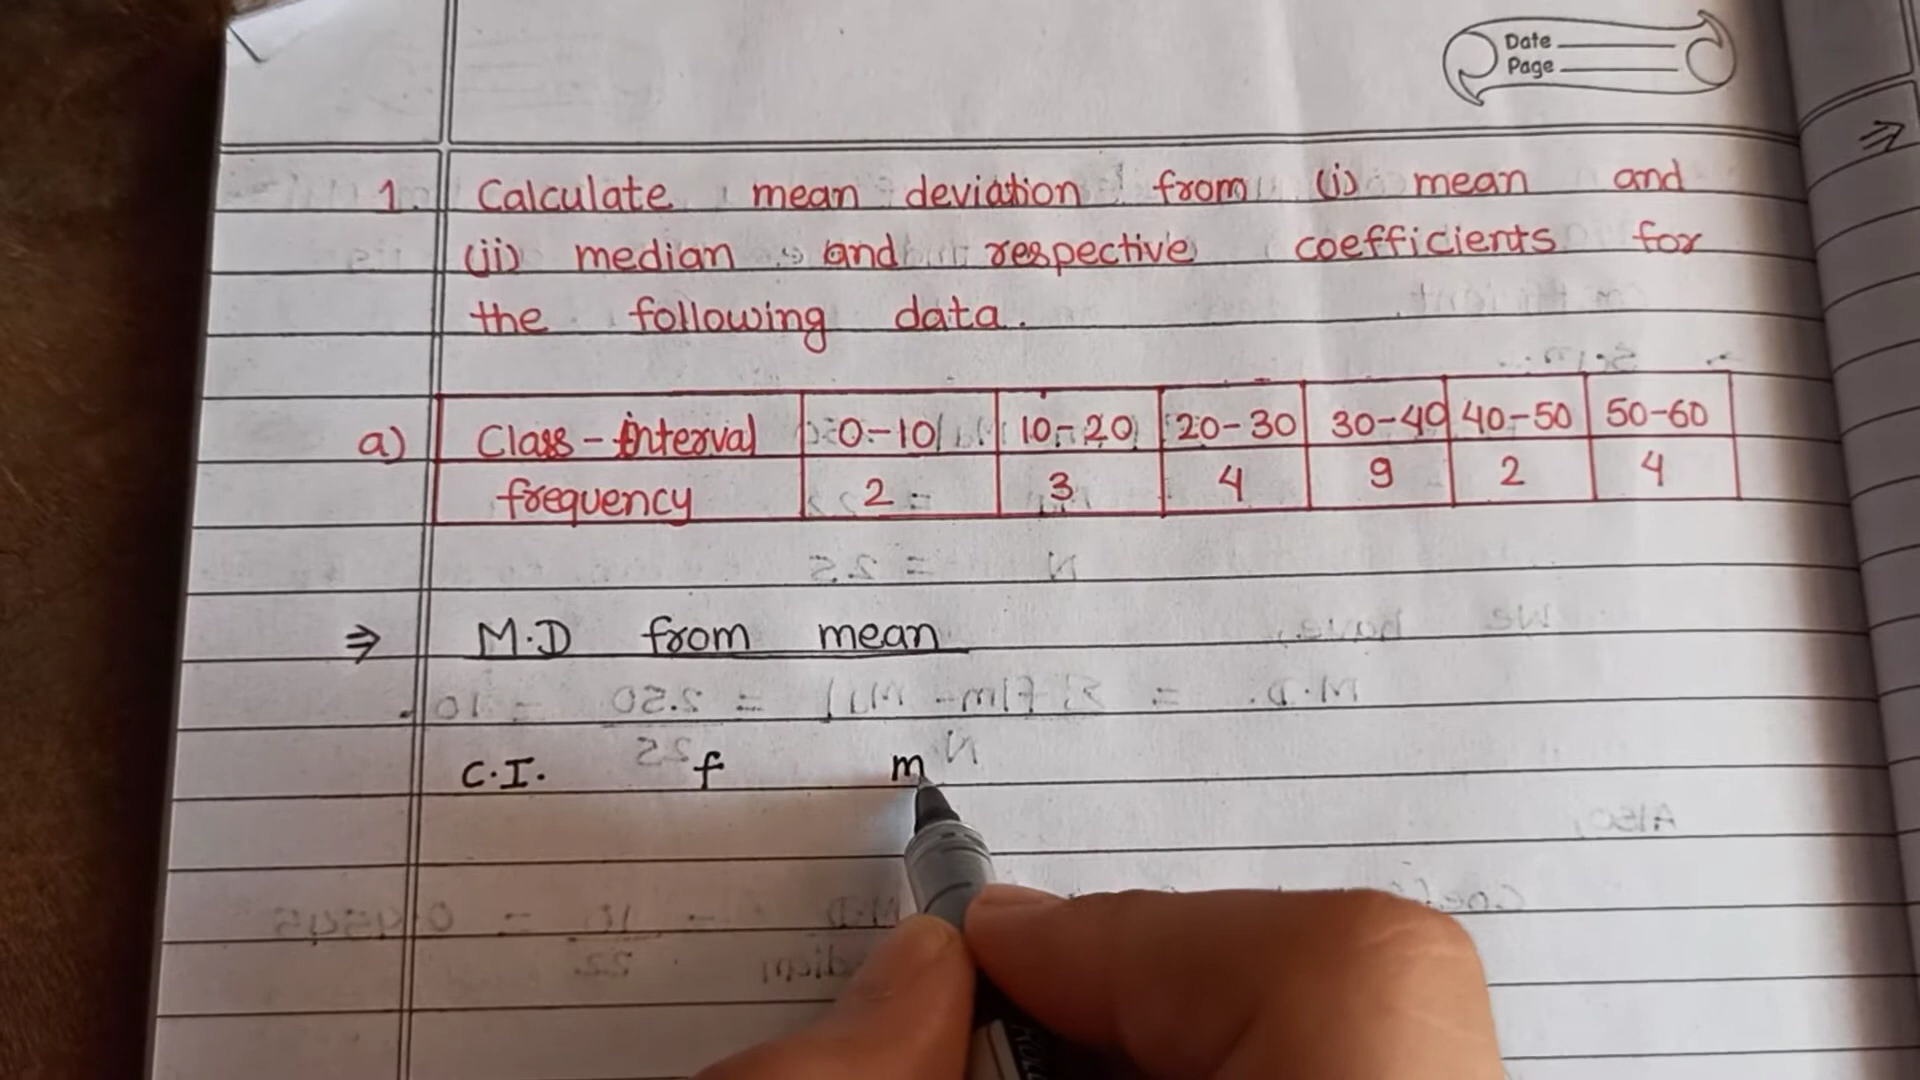 Date
Page
1. Calculate mean deviation from (i) mean and
(ii) median and respective coefficients for
the following data.
a) Class-interval 0-10 10-20 20-30 30-40 40-50 50-60
frequency 2 3 4 9 2 4
⇒ M.D from mean
C.I. f m